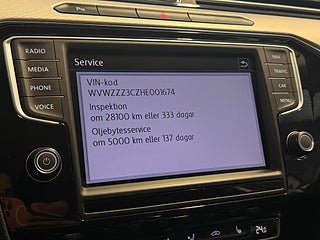 Service
VIN-kod
WVWZZZ3CZHE001674
Inspektion
om 28100 km eller 333 dagar
Oljebytesservice
om 5000 km eller 137 dagar
RADIO
MEDIA
PHONE
VOICE
NAV
TRAFFIC
CAR
MENU